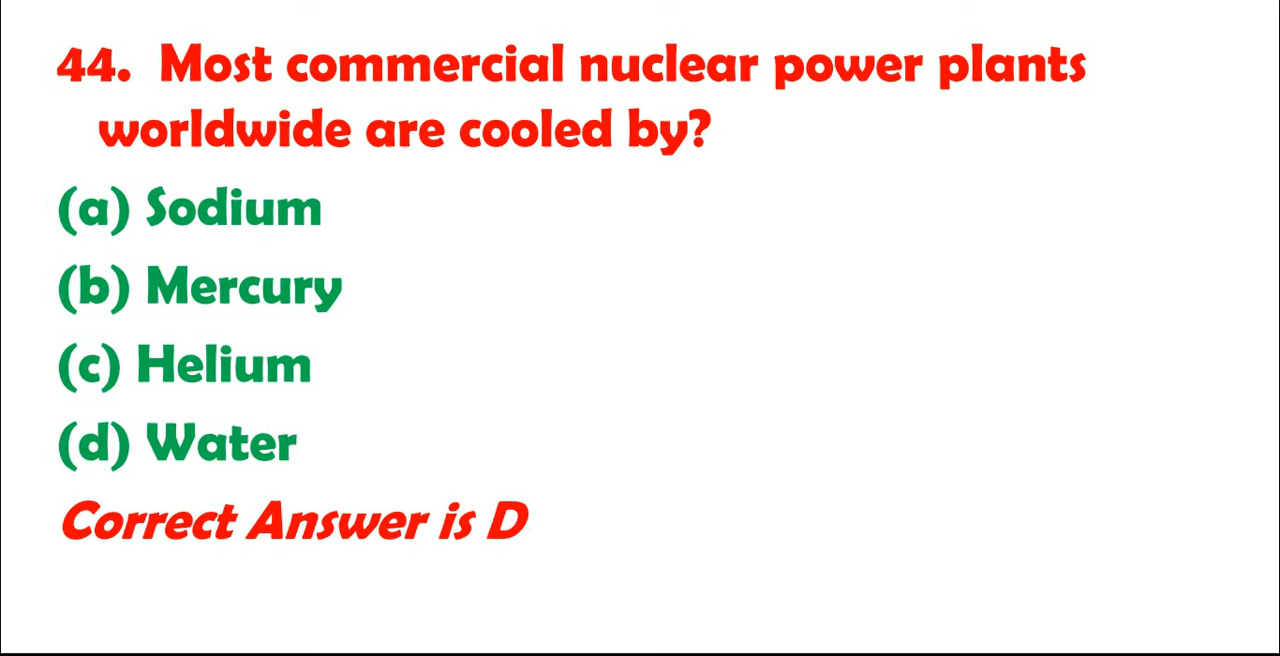 44. Most commercial nuclear power plants
worldwide are cooled by?
(a) Sodium
(b) Mercury
(c) Helium
(d) Water
Correct Answer is D